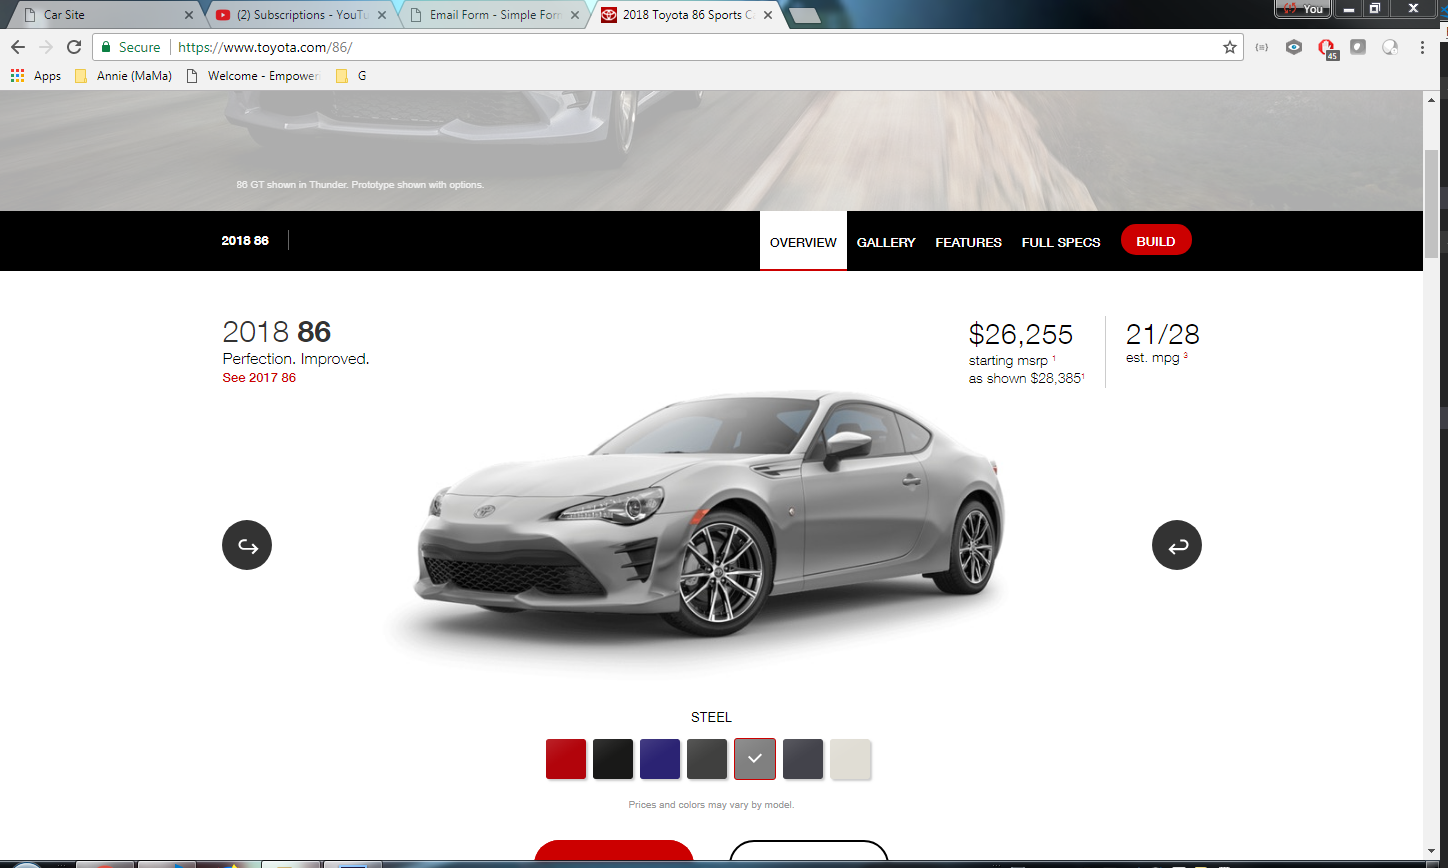 Car Site
(2) Subscriptions - YouTu
Email Form - Simple Form
2018 Toyota 86 Sports C
You
Secure
https://www.toyota.com/86/
45
Apps
Annie (MaMa)
Welcome - Empower
G
86 GT shown in Thunder. Prototype shown with options.
2018 86
OVERVIEW
GALLERY
FEATURES
FULL SPECS
BUILD
2018 86
Perfection. Improved.
See 2017 86
$26,255
starting msrp 1
as shown $28,385 1
21/28
est. mpg 3
STEEL
Prices and colors may vary by model.